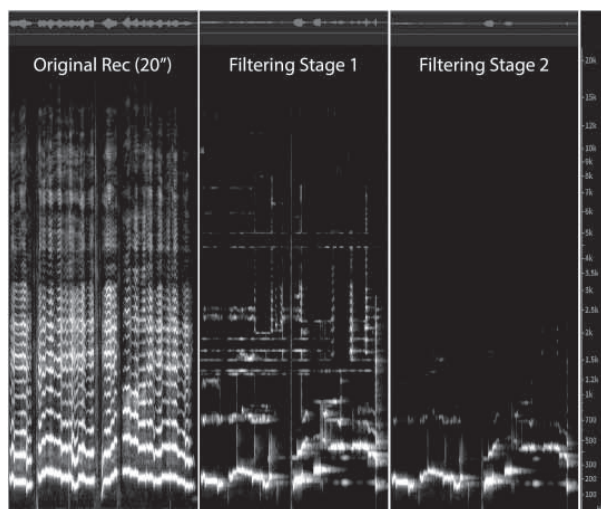 Original Rec (20”)
Filtering Stage 1
Filtering Stage 2
20k
15k
12k
10k
9k
8k
7k
6k
5k
4k
3.5k
3k
2.5k
2k
1.5k
1.2k
1k
700
500
400
300
200
100